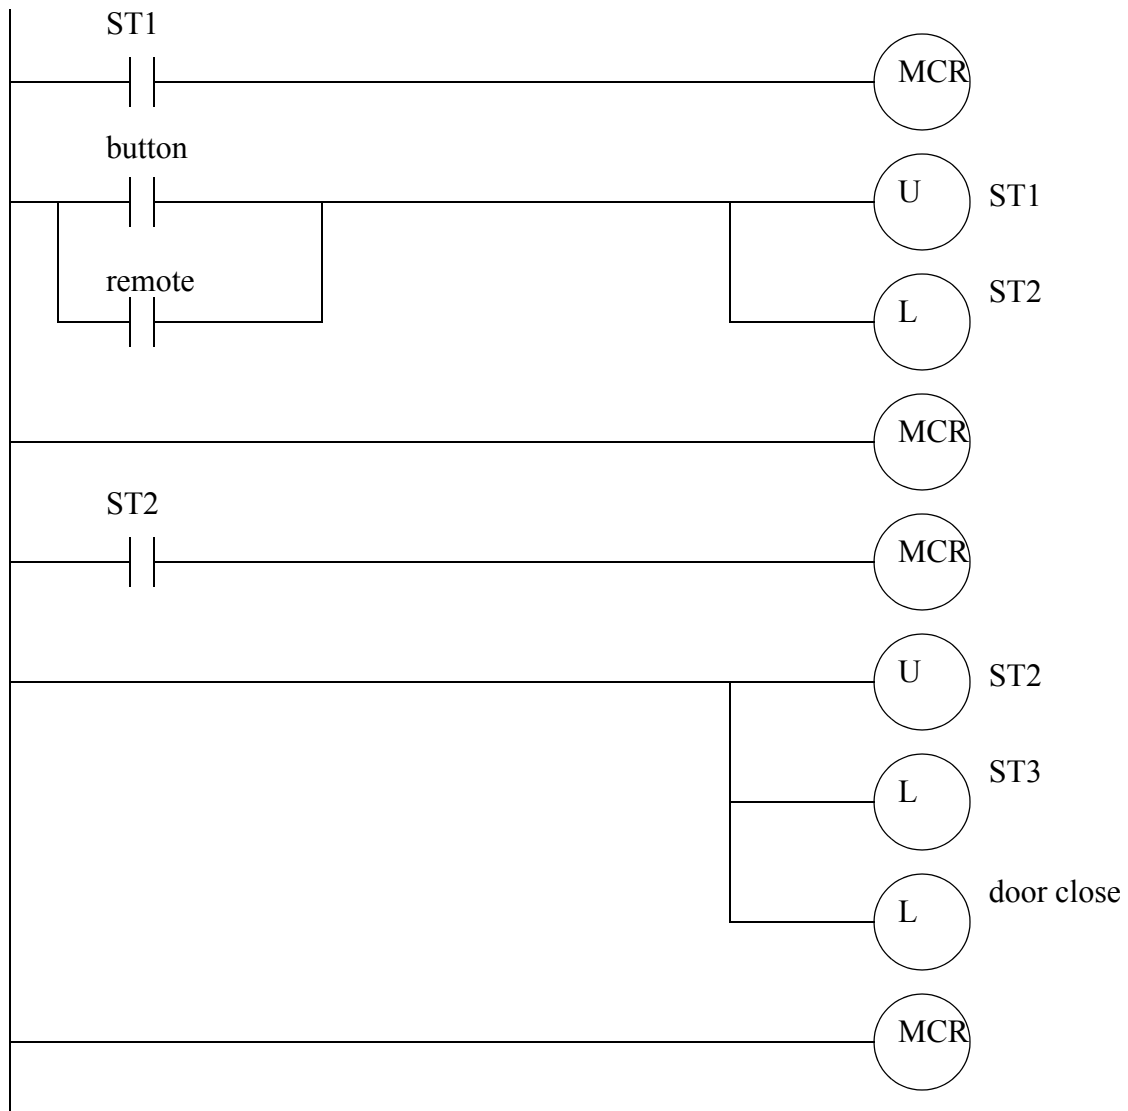 ST1
MCR
button
U ST1
remote
L ST2
MCR
ST2
MCR
U ST2
L ST3
L door close
MCR